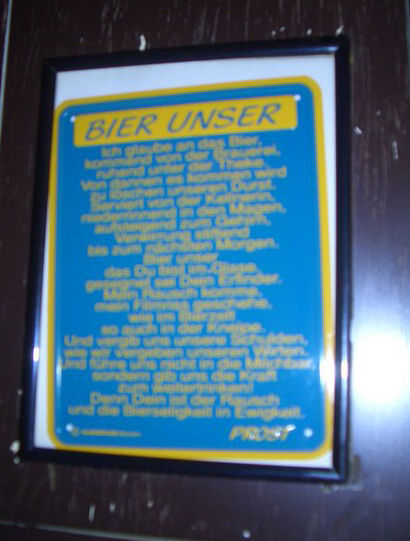 BIER UNSER
Ich glaube an das Bier,
kommend von der Brauerei,
ruhend unter der Theke.
Von dannen es kommen wird
zu löschen unseren Durst.
Serviert von der Kellnerin,
niederrinnend in den Magen,
aufsteigend zum Gehirn,
Verwirrung stiftend
bis zum nächsten Morgen.
Bier unser
das Du bist im Glase,
gesegnet sei Dein Erfinder.
Mein Rausch komme,
mein Filmriss geschehe,
wie im Bierzelt
so auch in der Kneipe.
Und vergib uns unsere Schulden,
wie wir vergeben unseren Wirten.
Und führe uns nicht in die Milchbar,
sondern gib uns die Kraft
zum weitertrinken!
Denn Dein ist der Rausch
und die Bierseligkeit in Ewigkeit.
PROST